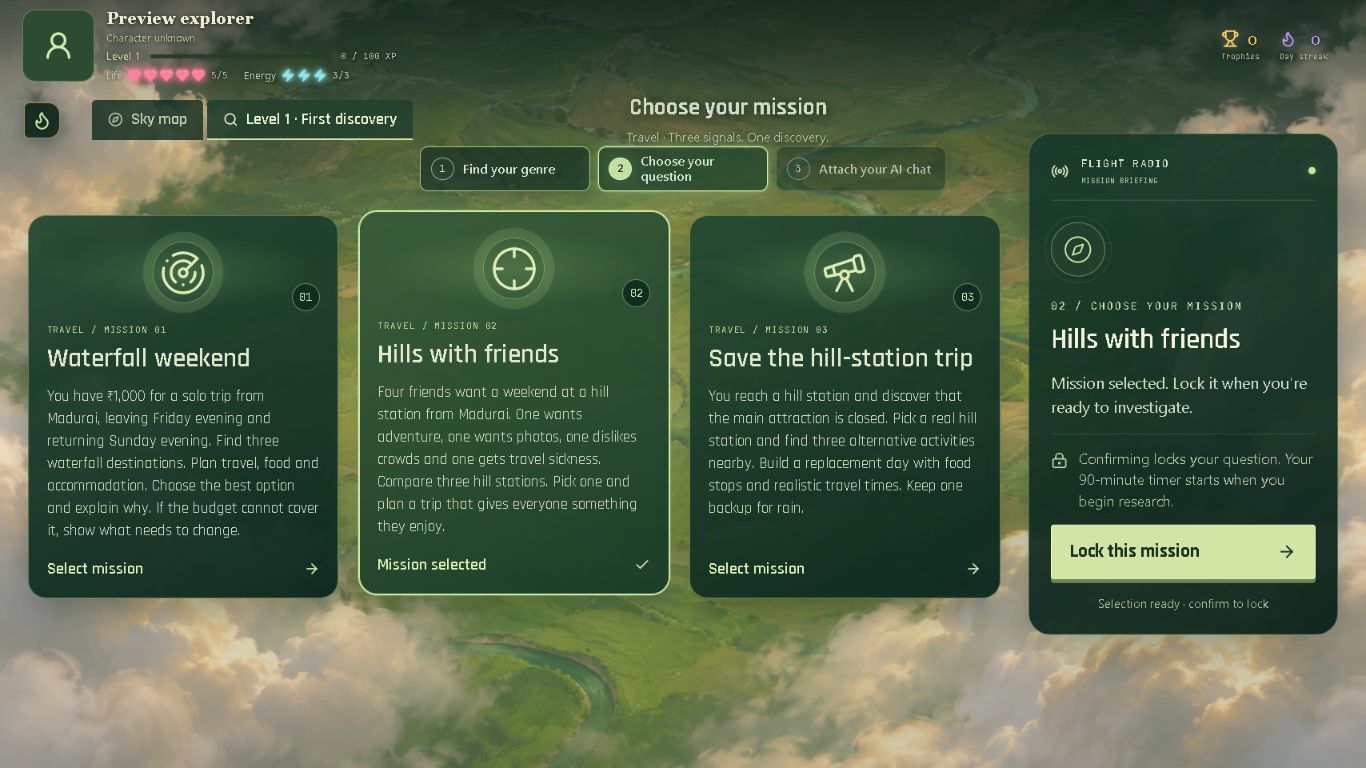 Preview explorer
Character unknown
Level 1
0 / 100 XP
Life
5/5
Energy
3/3
0
Trophies
0
Day streak
Sky map
Level 1 · First discovery
Choose your mission
Travel · Three signals. One discovery.
1
Find your genre
2
Choose your
question
3
Attach your AI chat
01
TRAVEL / MISSION 01
Waterfall weekend
You have ₹1,000 for a solo trip from
Madurai, leaving Friday evening and
returning Sunday evening. Find three
waterfall destinations. Plan travel, food and
accommodation. Choose the best option
and explain why. If the budget cannot cover
it, show what needs to change.
Select mission
02
TRAVEL / MISSION 02
Hills with friends
Four friends want a weekend at a hill
station from Madurai. One wants
adventure, one wants photos, one dislikes
crowds and one gets travel sickness.
Compare three hill stations. Pick one and
plan a trip that gives everyone something
they enjoy.
Mission selected
03
TRAVEL / MISSION 03
Save the hill-station trip
You reach a hill station and discover that
the main attraction is closed. Pick a real hill
station and find three alternative activities
nearby. Build a replacement day with food
stops and realistic travel times. Keep one
backup for rain.
Select mission
FLIGHT RADIO
MISSION BRIEFING
02 / CHOOSE YOUR MISSION
Hills with friends
Mission selected. Lock it when you're
ready to investigate.
Confirming locks your question. Your
90-minute timer starts when you
begin research.
Lock this mission
Selection ready · confirm to lock